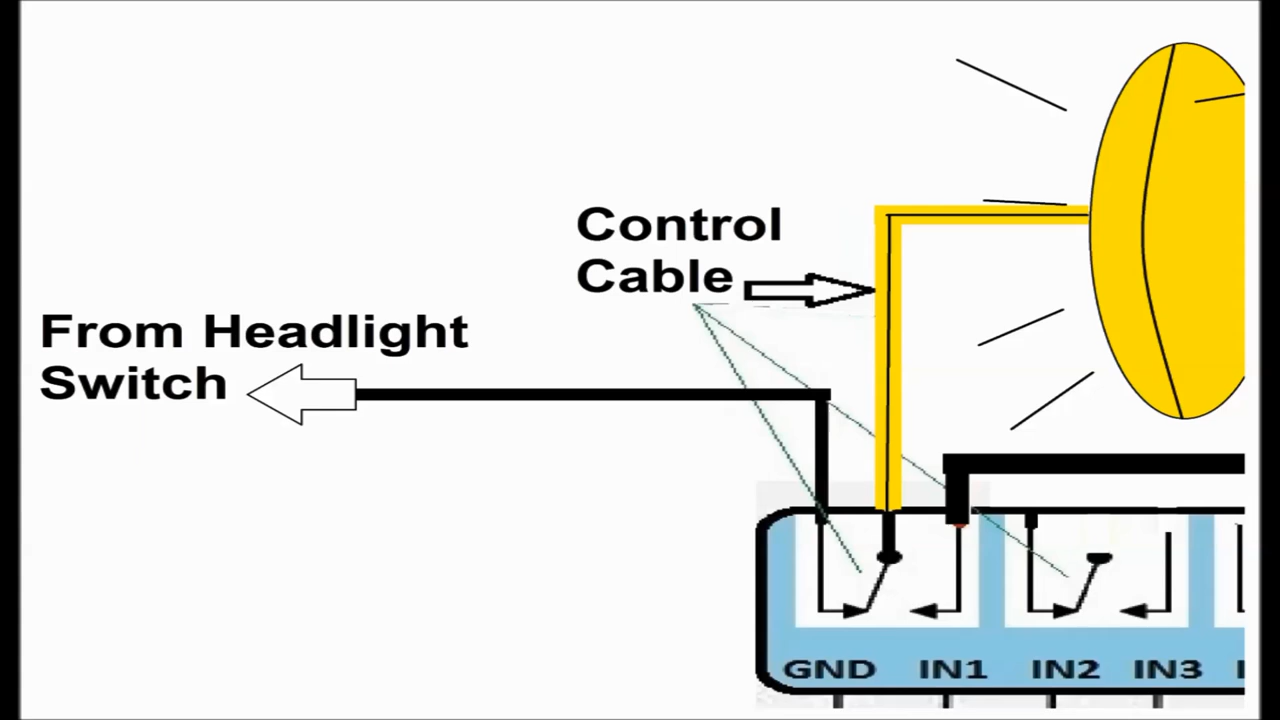 Control
Cable
From Headlight
Switch
GND IN1 IN2 IN3